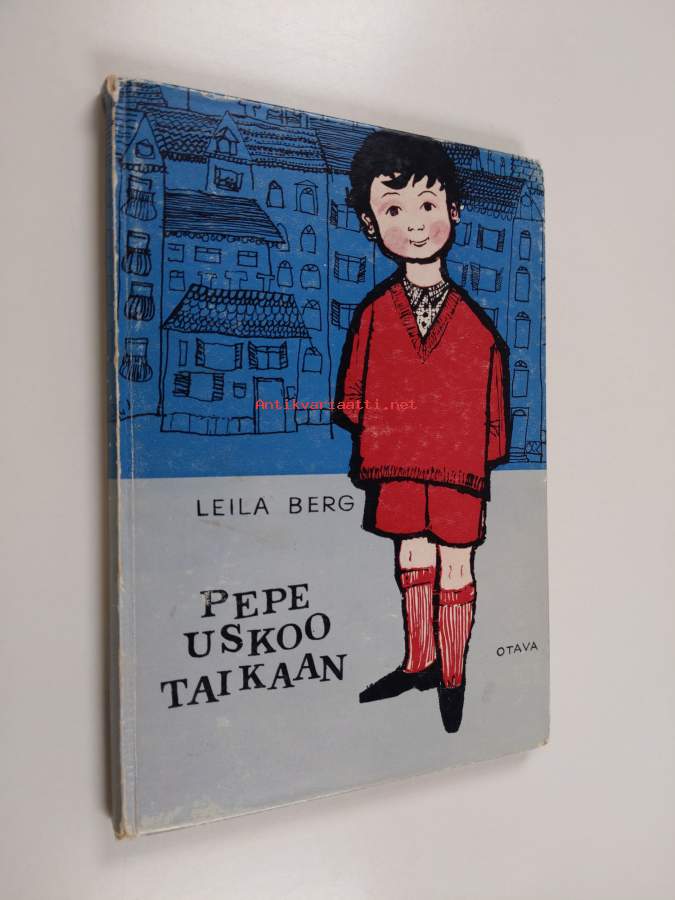 Antikvariaatti.net
LEILA BERG
PEPE
USKOO
TAIKAAN
OTAVA